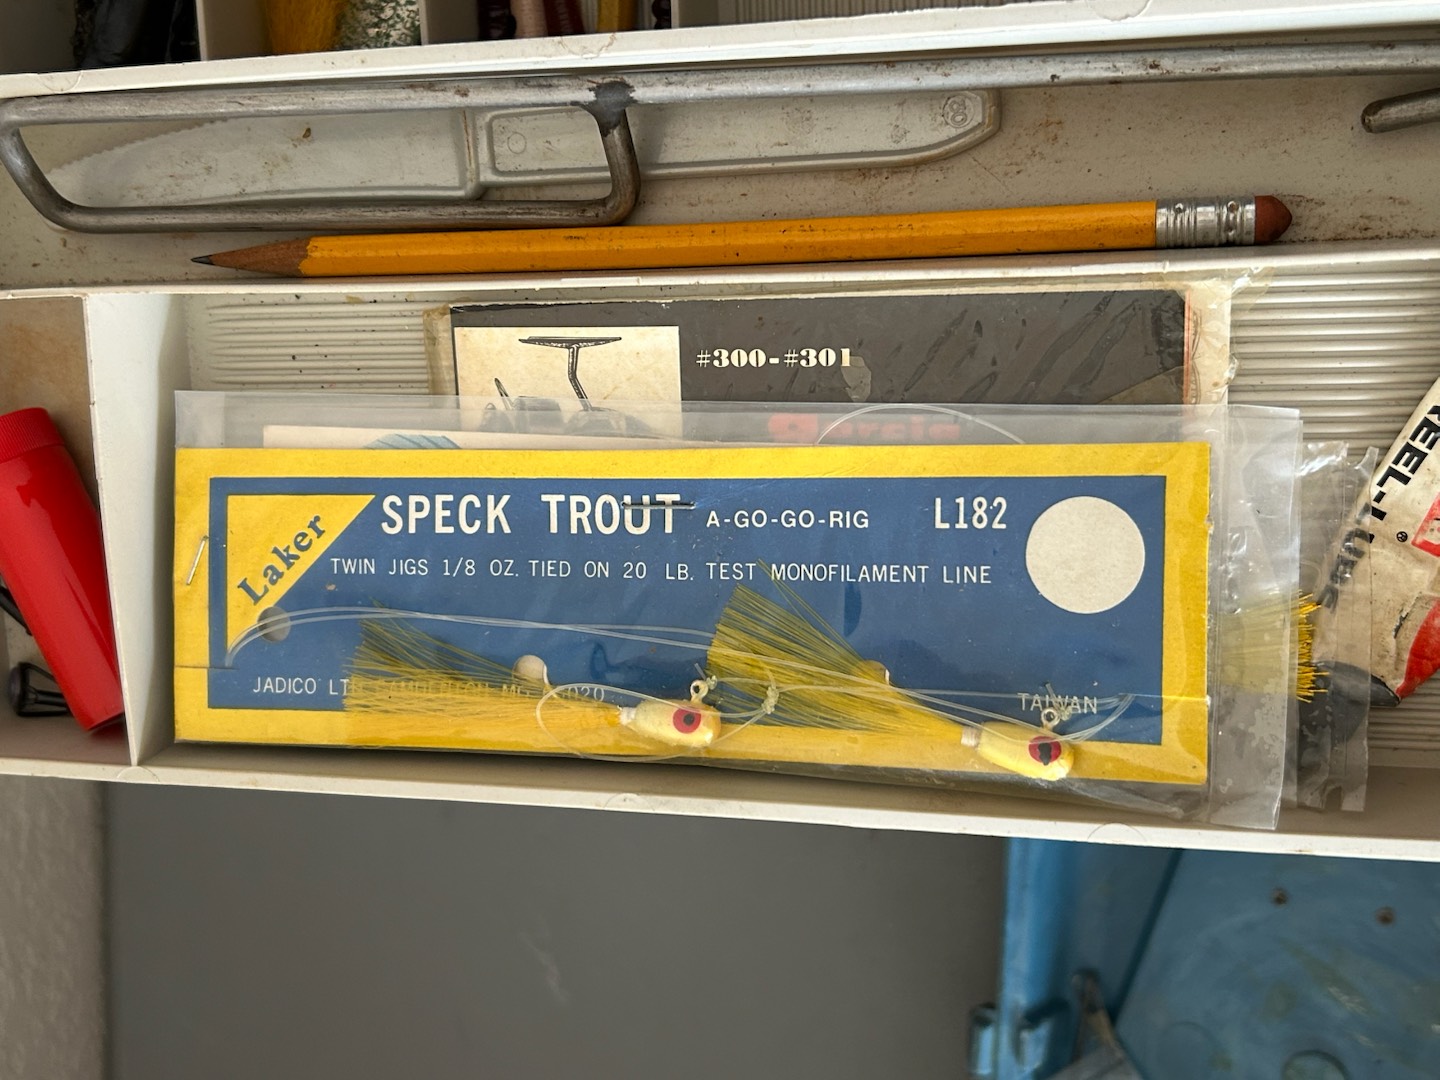 #300-#301
SPECK TROUT A-GO-GO-RIG L182
Laker
TWIN JIGS 1/8 OZ. TIED ON 20 LB. TEST MONOFILAMENT LINE
JADICO
TAIWAN